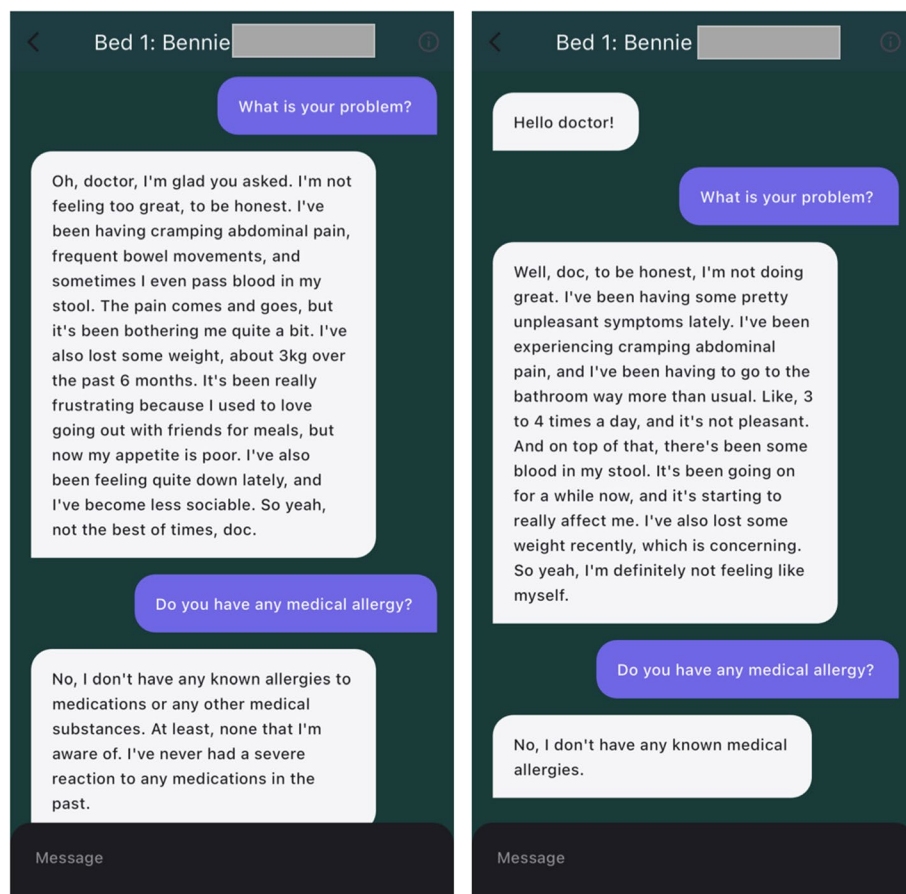 Bed 1: Bennie
What is your problem?
Oh, doctor, I'm glad you asked. I'm not
feeling too great, to be honest. I've
been having cramping abdominal pain,
frequent bowel movements, and
sometimes I even pass blood in my
stool. The pain comes and goes, but
it's been bothering me quite a bit. I've
also lost some weight, about 3kg over
the past 6 months. It's been really
frustrating because I used to love
going out with friends for meals, but
now my appetite is poor. I've also
been feeling quite down lately, and
I've become less sociable. So yeah,
not the best of times, doc.
Do you have any medical allergy?
No, I don't have any known allergies to
medications or any other medical
substances. At least, none that I'm
aware of. I've never had a severe
reaction to any medications in the
past.
Message
Bed 1: Bennie
Hello doctor!
What is your problem?
Well, doc, to be honest, I'm not doing
great. I've been having some pretty
unpleasant symptoms lately. I've been
experiencing cramping abdominal
pain, and I've been having to go to the
bathroom way more than usual. Like, 3
to 4 times a day, and it's not pleasant.
And on top of that, there's been some
blood in my stool. It's been going on
for a while now, and it's starting to
really affect me. I've also lost some
weight recently, which is concerning.
So yeah, I'm definitely not feeling like
myself.
Do you have any medical allergy?
No, I don't have any known medical
allergies.
Message